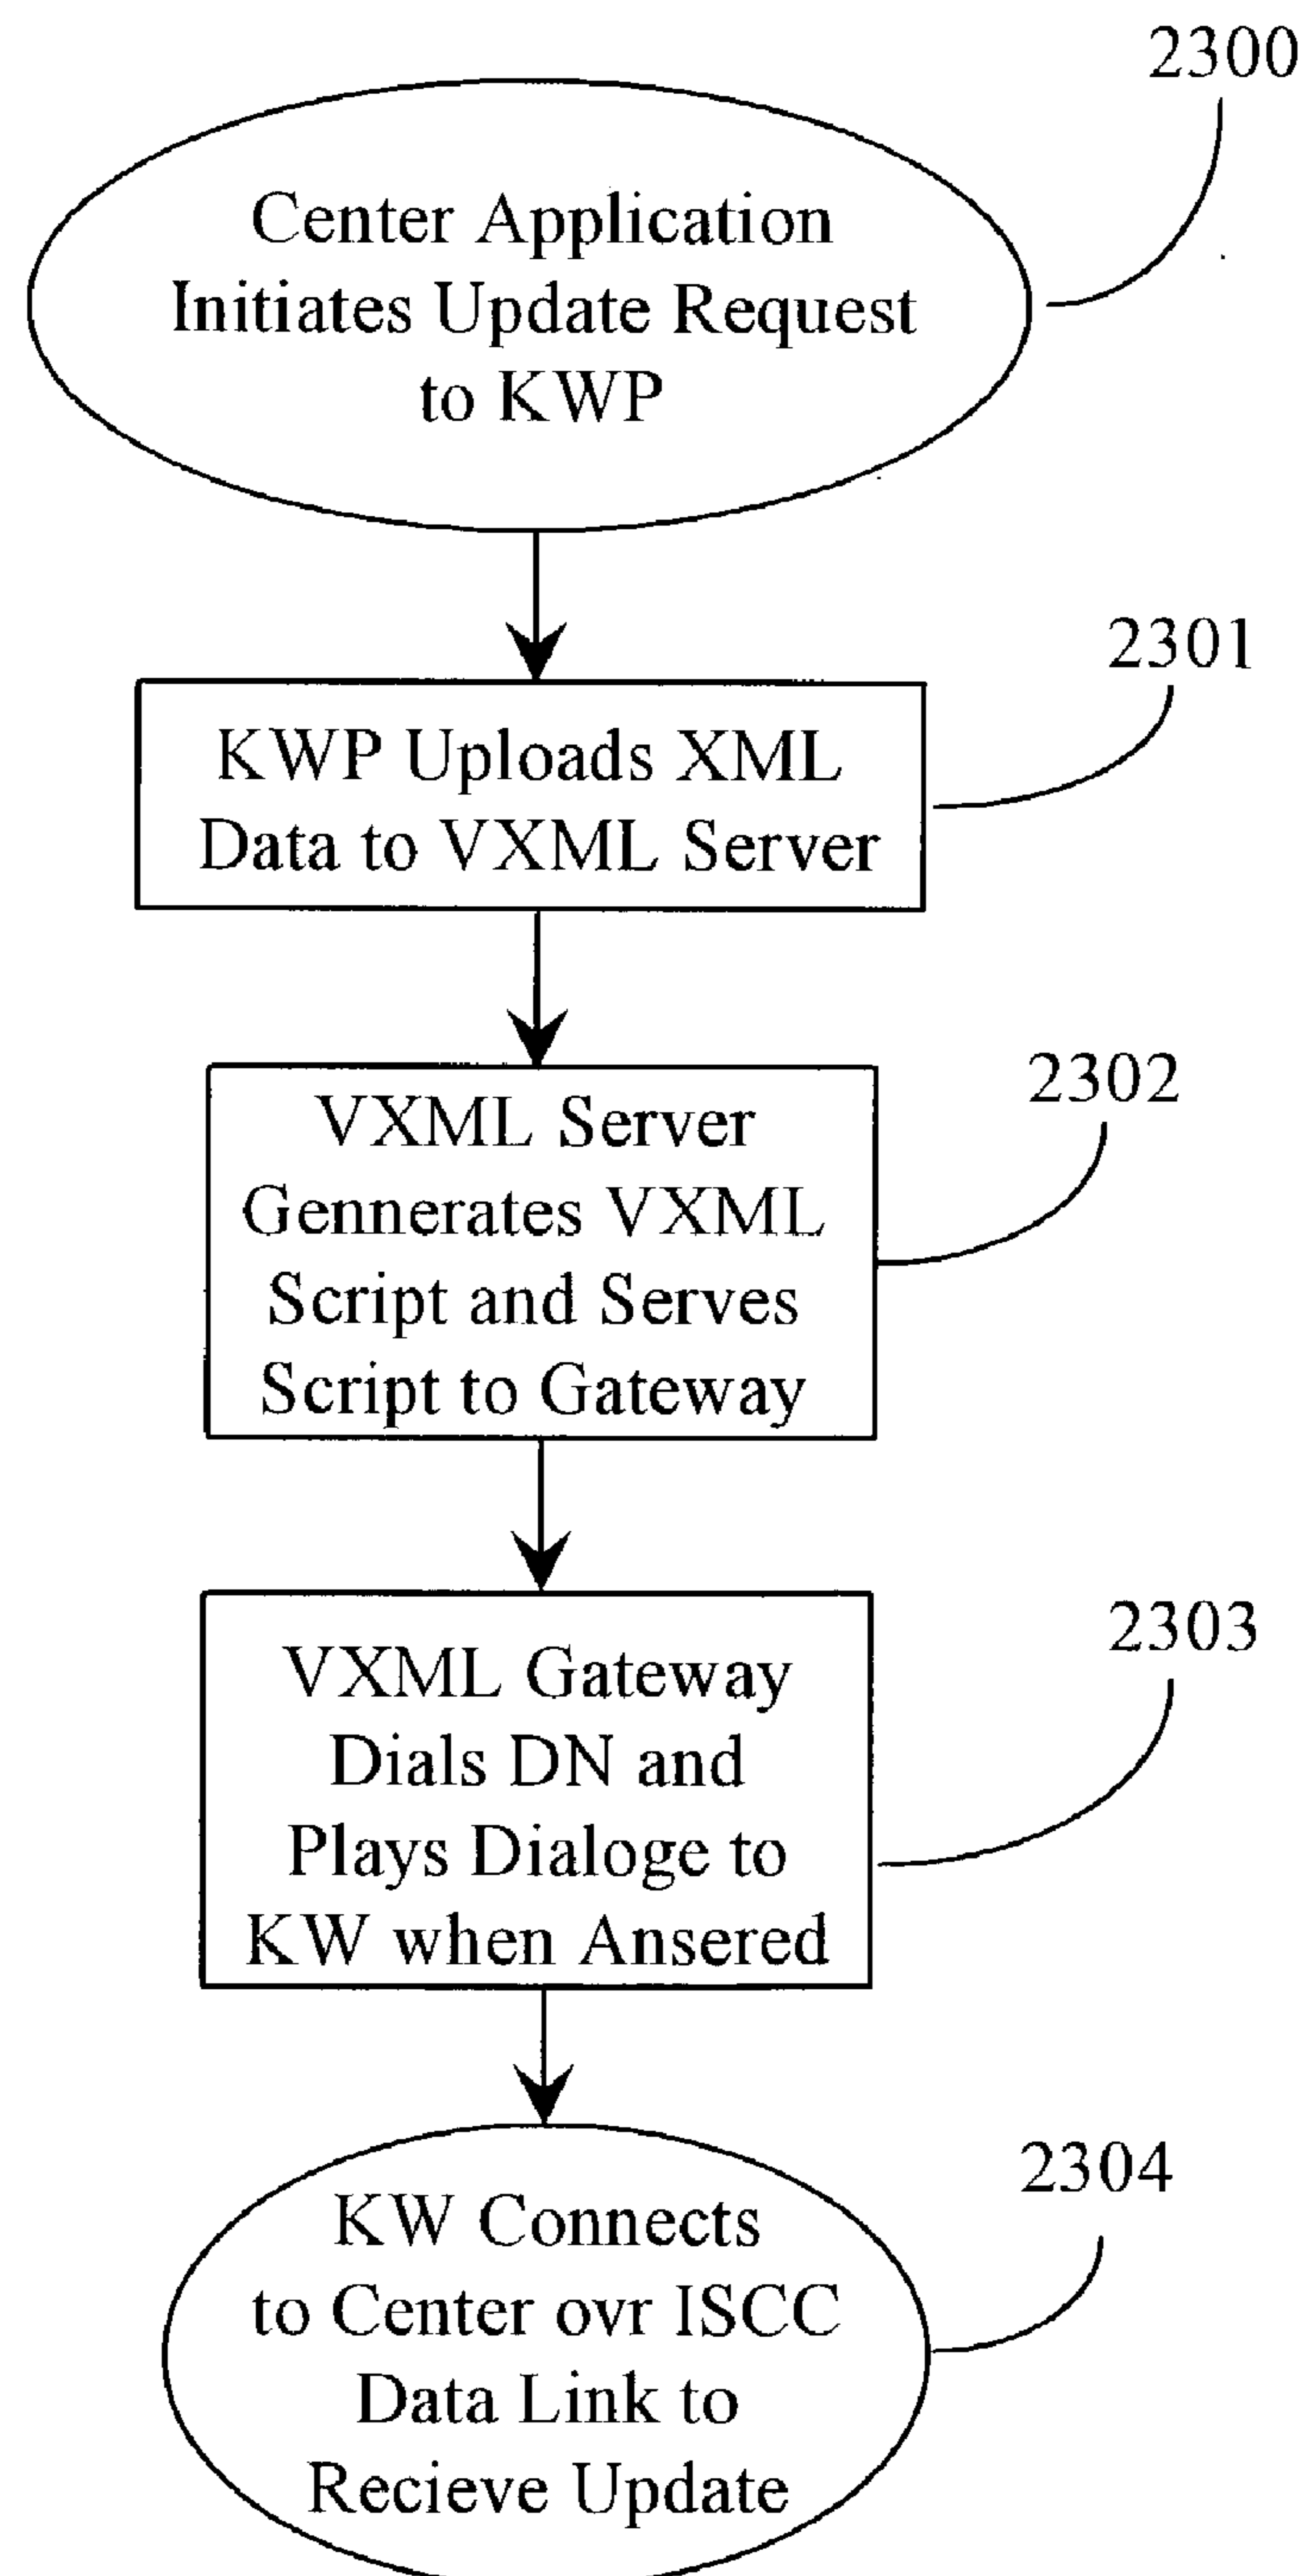 2300
Center Application
Initiates Update Request
to KWP
2301
KWP Uploads XML
Data to VXML Server
2302
VXML Server
Gennerates VXML
Script and Serves
Script to Gateway
2303
VXML Gateway
Dials DN and
Plays Dialoge to
KW when Ansered
2304
KW Connects
to Center ovr ISCC
Data Link to
Recieve Update